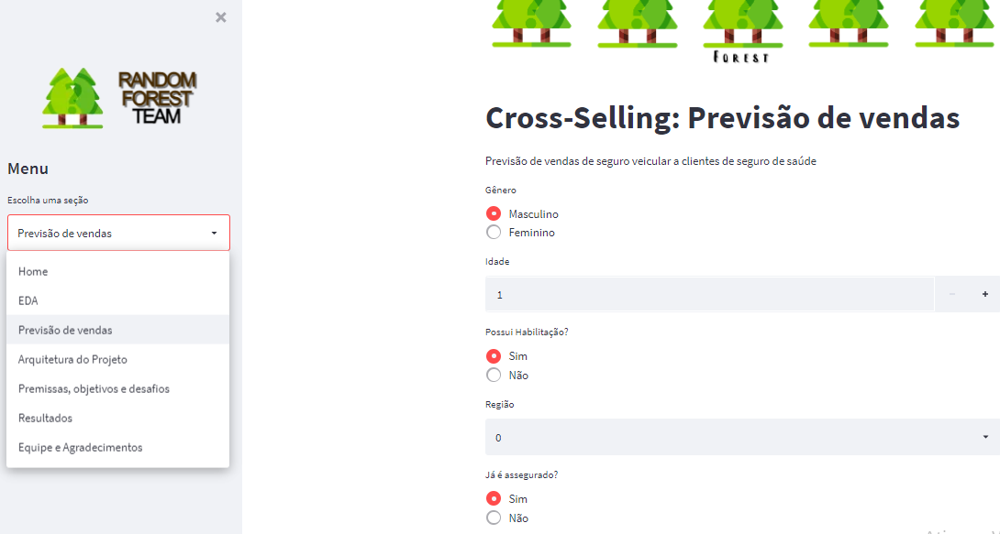 RANDOM
FOREST
TEAM
Menu
Escolha uma seção
Previsão de vendas
Home
EDA
Previsão de vendas
Arquitetura do Projeto
Premissas, objetivos e desafios
Resultados
Equipe e Agradecimentos
FOREST
Cross-Selling: Previsão de vendas
Previsão de vendas de seguro veicular a clientes de seguro de saúde
Gênero
Masculino
Feminino
Idade
1
Possui Habilitação?
Sim
Não
Região
0
Já é assegurado?
Sim
Não